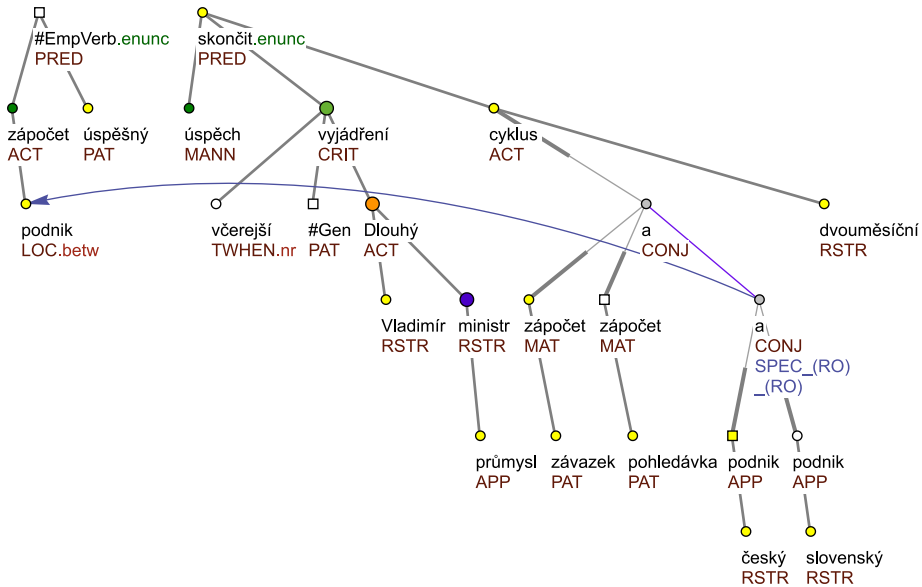 #EmpVerb.enunc
PRED
skončit.enunc
PRED
zápočet
ACT
úspěšný
PAT
úspěch
MANN
vyjádření
CRIT
cyklus
ACT
podnik
LOC.betw
včerejší
TWHEN.nr
#Gen
PAT
Dlouhý
ACT
a
CONJ
dvouměsíční
RSTR
Vladimír
RSTR
ministr
RSTR
zápočet
MAT
zápočet
MAT
a
CONJ
SPEC_(RO)
_(RO)
průmysl
APP
závazek
PAT
pohledávka
PAT
podnik
APP
podnik
APP
český
RSTR
slovenský
RSTR